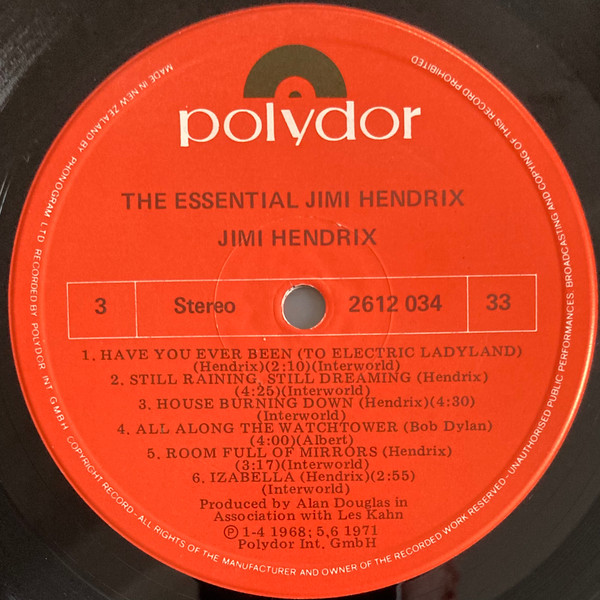 polydor
THE ESSENTIAL JIMI HENDRIX
JIMI HENDRIX
3 Stereo 2612 034 33
1. HAVE YOU EVER BEEN (TO ELECTRIC LADYLAND)
(Hendrix)(2:10)(Interworld)
2. STILL RAINING, STILL DREAMING (Hendrix)
(4:25)(Interworld)
3. HOUSE BURNING DOWN (Hendrix)(4:30)
(Interworld)
4. ALL ALONG THE WATCHTOWER (Bob Dylan)
(4:00)(Albert)
5. ROOM FULL OF MIRRORS (Hendrix)
(3:17)(Interworld)
6. IZABELLA (Hendrix)(2:55)
(Interworld)
Produced by Alan Douglas in
Association with Les Kahn
Ⓟ 1-4 1968; 5,6 1971
Polydor Int. GmbH
MADE IN NEW ZEALAND BY PHONOGRAM LTD RECORDED BY POLYDOR INT GMBH COPYRIGHT RECORD - ALL RIGHTS OF THE MANUFACTURER AND OWNER OF THE RECORDED WORK RESERVED - UNAUTHORISED PUBLIC PERFORMANCES, BROADCASTING AND COPYING OF THIS RECORD PROHIBITED